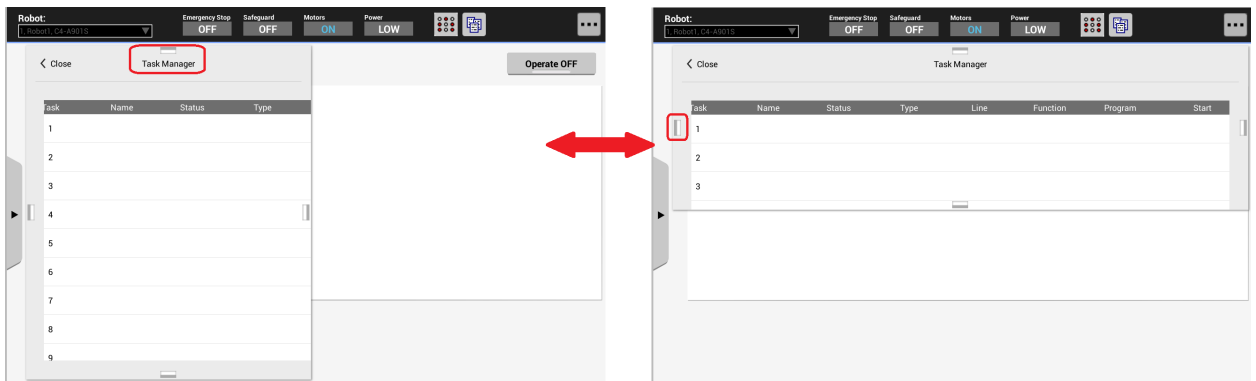 Robot:
1, Robot1, C4-A901S
Emergency Stop
OFF
Safeguard
OFF
Motors
ON
Power
LOW
Close
Task Manager
Operate OFF
Task Name Status Type
1
2
3
4
5
6
7
8
9
Robot:
1, Robot1, C4-A901S
Emergency Stop
OFF
Safeguard
OFF
Motors
ON
Power
LOW
Close
Task Manager
Task Name Status Type Line Function Program Start
1
2
3